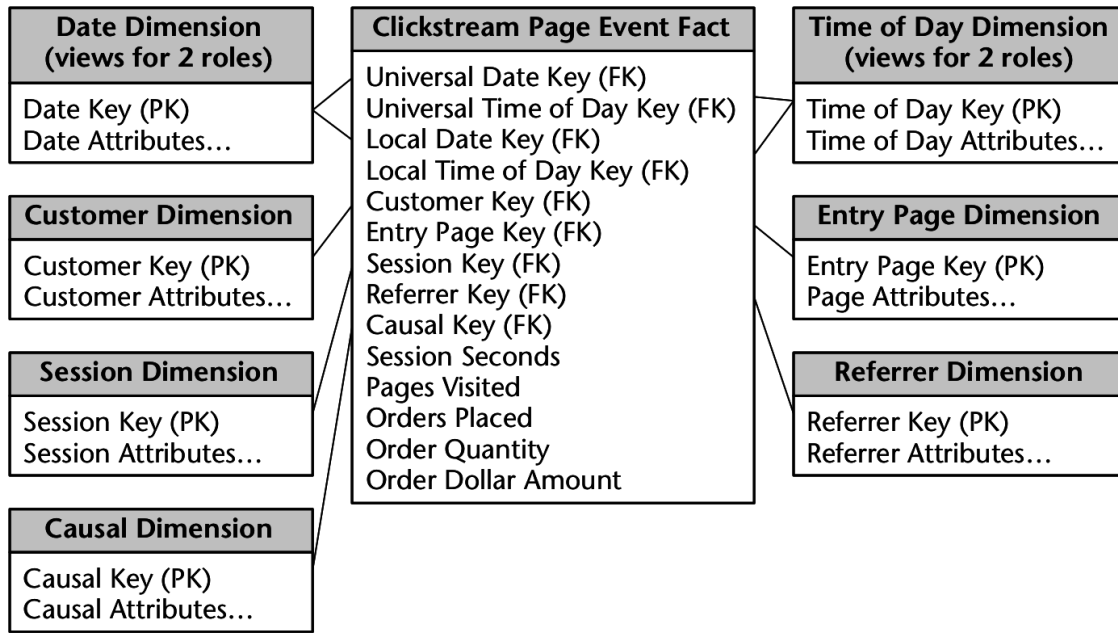 Date Dimension
(views for 2 roles)
Date Key (PK)
Date Attributes…
Customer Dimension
Customer Key (PK)
Customer Attributes…
Session Dimension
Session Key (PK)
Session Attributes…
Causal Dimension
Causal Key (PK)
Causal Attributes…
Clickstream Page Event Fact
Universal Date Key (FK)
Universal Time of Day Key (FK)
Local Date Key (FK)
Local Time of Day Key (FK)
Customer Key (FK)
Entry Page Key (FK)
Session Key (FK)
Referrer Key (FK)
Causal Key (FK)
Session Seconds
Pages Visited
Orders Placed
Order Quantity
Order Dollar Amount
Time of Day Dimension
(views for 2 roles)
Time of Day Key (PK)
Time of Day Attributes…
Entry Page Dimension
Entry Page Key (PK)
Page Attributes…
Referrer Dimension
Referrer Key (PK)
Referrer Attributes…